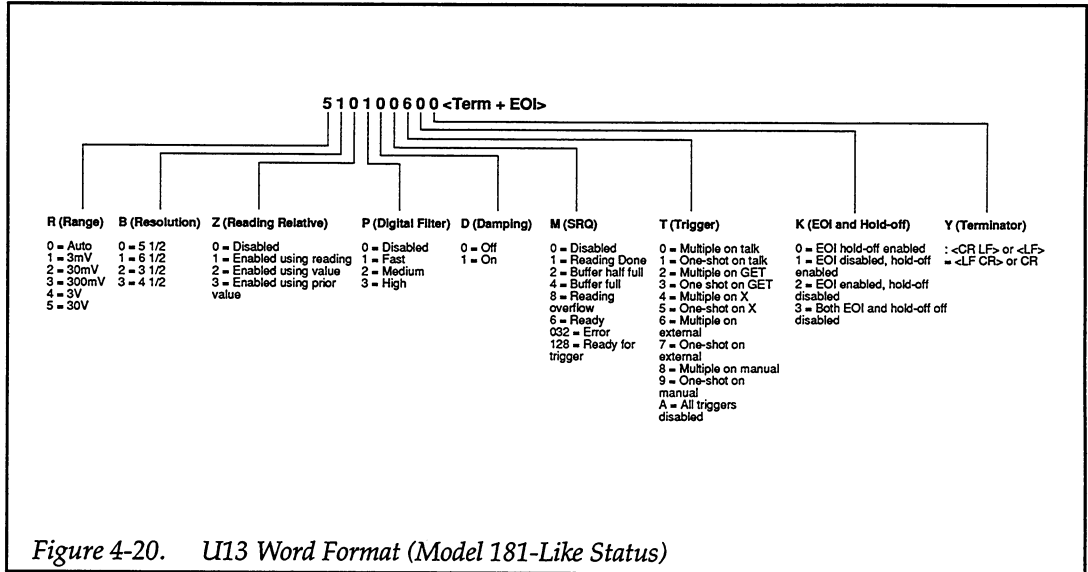 5 1 0 1 0 0 6 0 0 <Term + EOI>
R (Range)
0 = Auto
1 = 3mV
2 = 30mV
3 = 300mV
4 = 3V
5 = 30V
B (Resolution)
0 = 5 1/2
1 = 6 1/2
2 = 3 1/2
3 = 4 1/2
Z (Reading Relative)
0 = Disabled
1 = Enabled using reading
2 = Enabled using value
3 = Enabled using prior
value
P (Digital Filter)
0 = Disabled
1 = Fast
2 = Medium
3 = High
D (Damping)
0 = Off
1 = On
M (SRQ)
0 = Disabled
1 = Reading Done
2 = Buffer half full
4 = Buffer full
8 = Reading
overflow
6 = Ready
032 = Error
128 = Ready for
trigger
T (Trigger)
0 = Multiple on talk
1 = One-shot on talk
2 = Multiple on GET
3 = One shot on GET
4 = Multiple on X
5 = One-shot on X
6 = Multiple on
external
7 = One-shot on
external
8 = Multiple on manual
9 = One-shot on
manual
A = All triggers
disabled
K (EOI and Hold-off)
0 = EOI hold-off enabled
1 = EOI disabled, hold-off
enabled
2 = EOI enabled, hold-off
disabled
3 = Both EOI and hold-off off
disabled
Y (Terminator)
: <CR LF> or <LF>
= <LF CR> or CR
Figure 4-20. U13 Word Format (Model 181-Like Status)